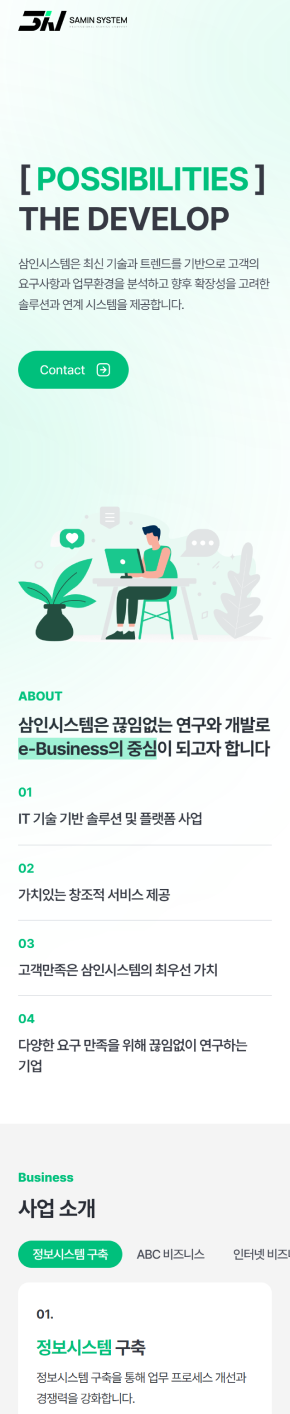 SAMIN SYSTEM
[ POSSIBILITIES ]
THE DEVELOP
삼인시스템은 최신 기술과 트렌드를 기반으로 고객의
요구사항과 업무환경을 분석하고 향후 확장성을 고려한
솔루션과 연계 시스템을 제공합니다.
Contact
ABOUT
삼인시스템은 끊임없는 연구와 개발로
e-Business의 중심이 되고자 합니다
01
IT 기술 기반 솔루션 및 플랫폼 사업
02
가치있는 창조적 서비스 제공
03
고객만족은 삼인시스템의 최우선 가치
04
다양한 요구 만족을 위해 끊임없이 연구하는
기업
Business
사업 소개
정보시스템 구축 ABC 비즈니스 인터넷
01.
정보시스템 구축
정보시스템 구축을 통해 업무 프로세스 개선과
경쟁력을 강화합니다.